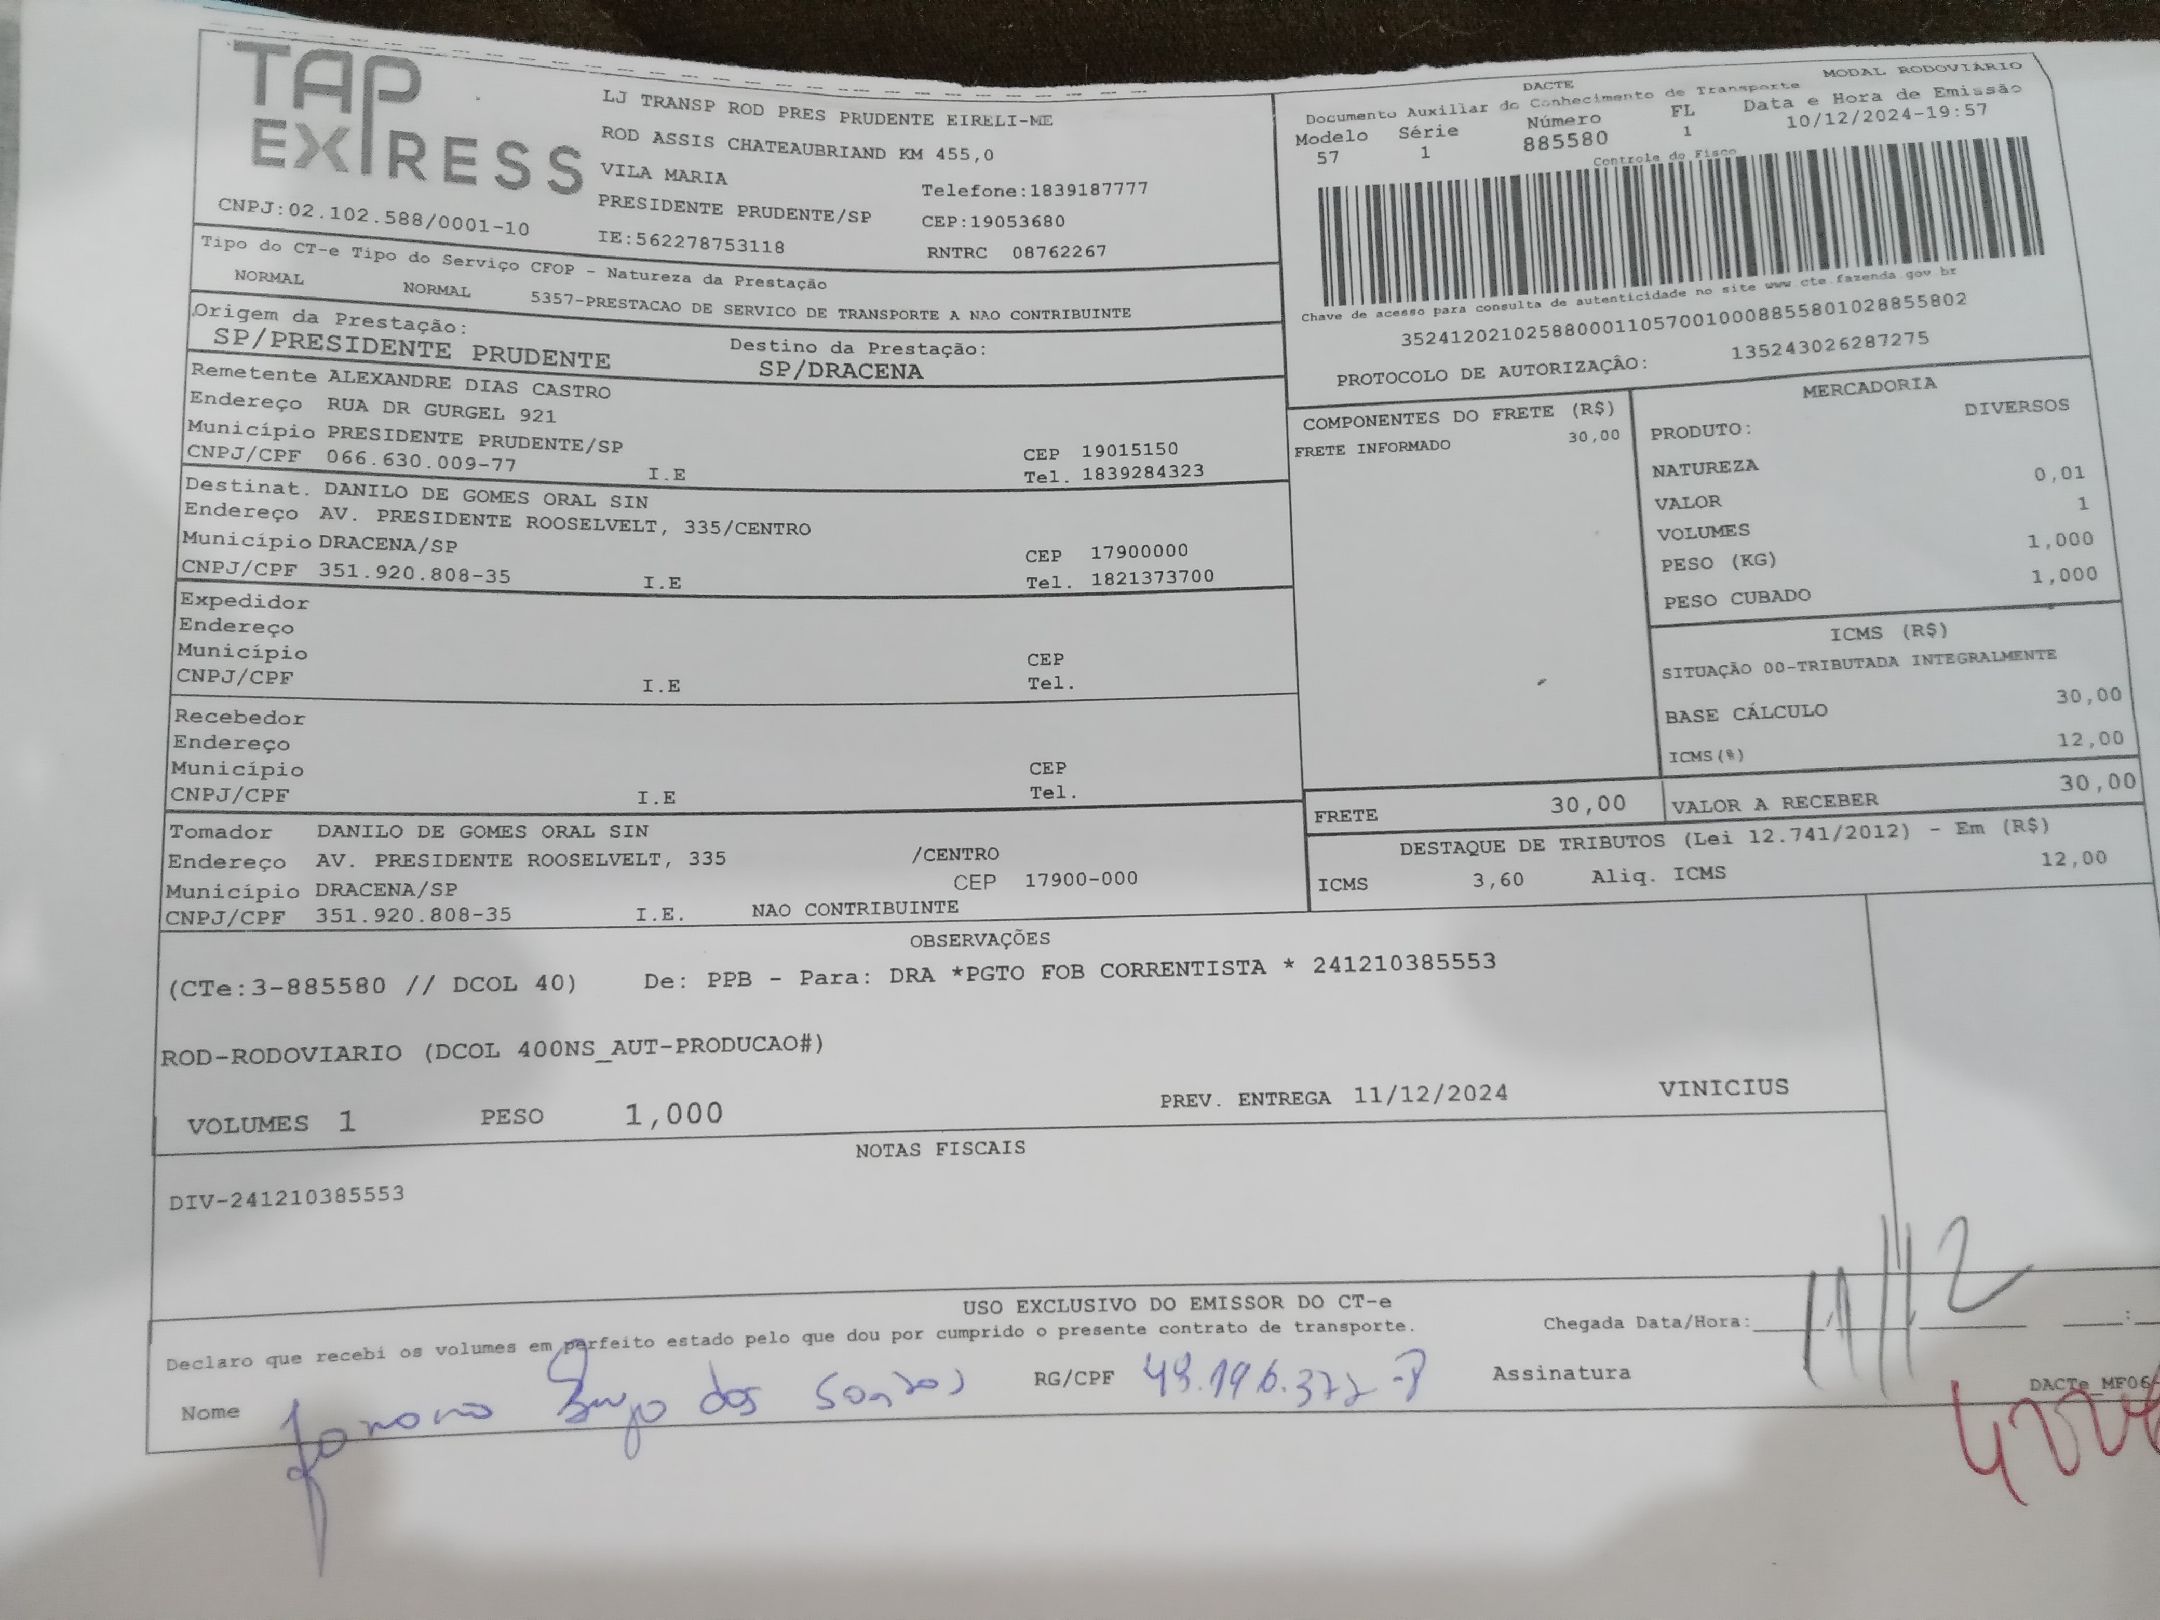 TAP EXPRESS
CNPJ:02.102.588/0001-10
LJ TRANSP ROD PRES PRUDENTE EIRELI-ME
ROD ASSIS CHATEAUBRIAND KM 455,0
VILA MARIA
Telefone:1839187777
PRESIDENTE PRUDENTE/SP CEP:19053680
IE:562278753118 RNTRC 08762267
DACTE MODAL RODOVIÁRIO
Documento Auxiliar do Conhecimento de Transporte
Modelo Série Número FL Data e Hora de Emissão
57 1 885580 1 10/12/2024-19:57
Controle do Fisco
Chave de acesso para consulta de autenticidade no site www.cte.fazenda.gov.br
35241202102588000110570010008855801028855802
PROTOCOLO DE AUTORIZAÇÂO: 135243026287275
Tipo do CT-e Tipo do Serviço CFOP - Natureza da Prestação
NORMAL NORMAL 5357-PRESTACAO DE SERVICO DE TRANSPORTE A NAO CONTRIBUINTE
Origem da Prestação: Destino da Prestação:
SP/PRESIDENTE PRUDENTE SP/DRACENA
Remetente ALEXANDRE DIAS CASTRO
Endereço RUA DR GURGEL 921
Município PRESIDENTE PRUDENTE/SP CEP 19015150
CNPJ/CPF 066.630.009-77 I.E Tel. 1839284323
Destinat. DANILO DE GOMES ORAL SIN
Endereço AV. PRESIDENTE ROOSELVELT, 335/CENTRO
Município DRACENA/SP CEP 17900000
CNPJ/CPF 351.920.808-35 I.E Tel. 1821373700
Expedidor
Endereço
Município CEP
CNPJ/CPF I.E Tel.
Recebedor
Endereço
Município CEP
CNPJ/CPF I.E Tel.
Tomador DANILO DE GOMES ORAL SIN
Endereço AV. PRESIDENTE ROOSELVELT, 335 /CENTRO
Município DRACENA/SP CEP 17900-000
CNPJ/CPF 351.920.808-35 I.E. NAO CONTRIBUINTE
COMPONENTES DO FRETE (R$)
FRETE INFORMADO 30,00
MERCADORIA
PRODUTO: DIVERSOS
NATUREZA
VALOR 0,01
VOLUMES 1
PESO (KG) 1,000
PESO CUBADO 1,000
ICMS (R$)
SITUAÇÃO 00-TRIBUTADA INTEGRALMENTE
BASE CÁLCULO 30,00
ICMS(%) 12,00
FRETE 30,00 VALOR A RECEBER 30,00
DESTAQUE DE TRIBUTOS (Lei 12.741/2012) - Em (R$)
ICMS 3,60 Aliq. ICMS 12,00
OBSERVAÇÕES
(CTe:3-885580 // DCOL 40) De: PPB - Para: DRA *PGTO FOB CORRENTISTA * 241210385553
ROD-RODOVIARIO (DCOL 400NS_AUT-PRODUCAO#)
VOLUMES 1 PESO 1,000 PREV. ENTREGA 11/12/2024 VINICIUS
NOTAS FISCAIS
DIV-241210385553
USO EXCLUSIVO DO EMISSOR DO CT-e
Declaro que recebi os volumes em perfeito estado pelo que dou por cumprido o presente contrato de transporte. Chegada Data/Hora: 11/12
Nome dos Santos RG/CPF Assinatura
DACTe_MF06